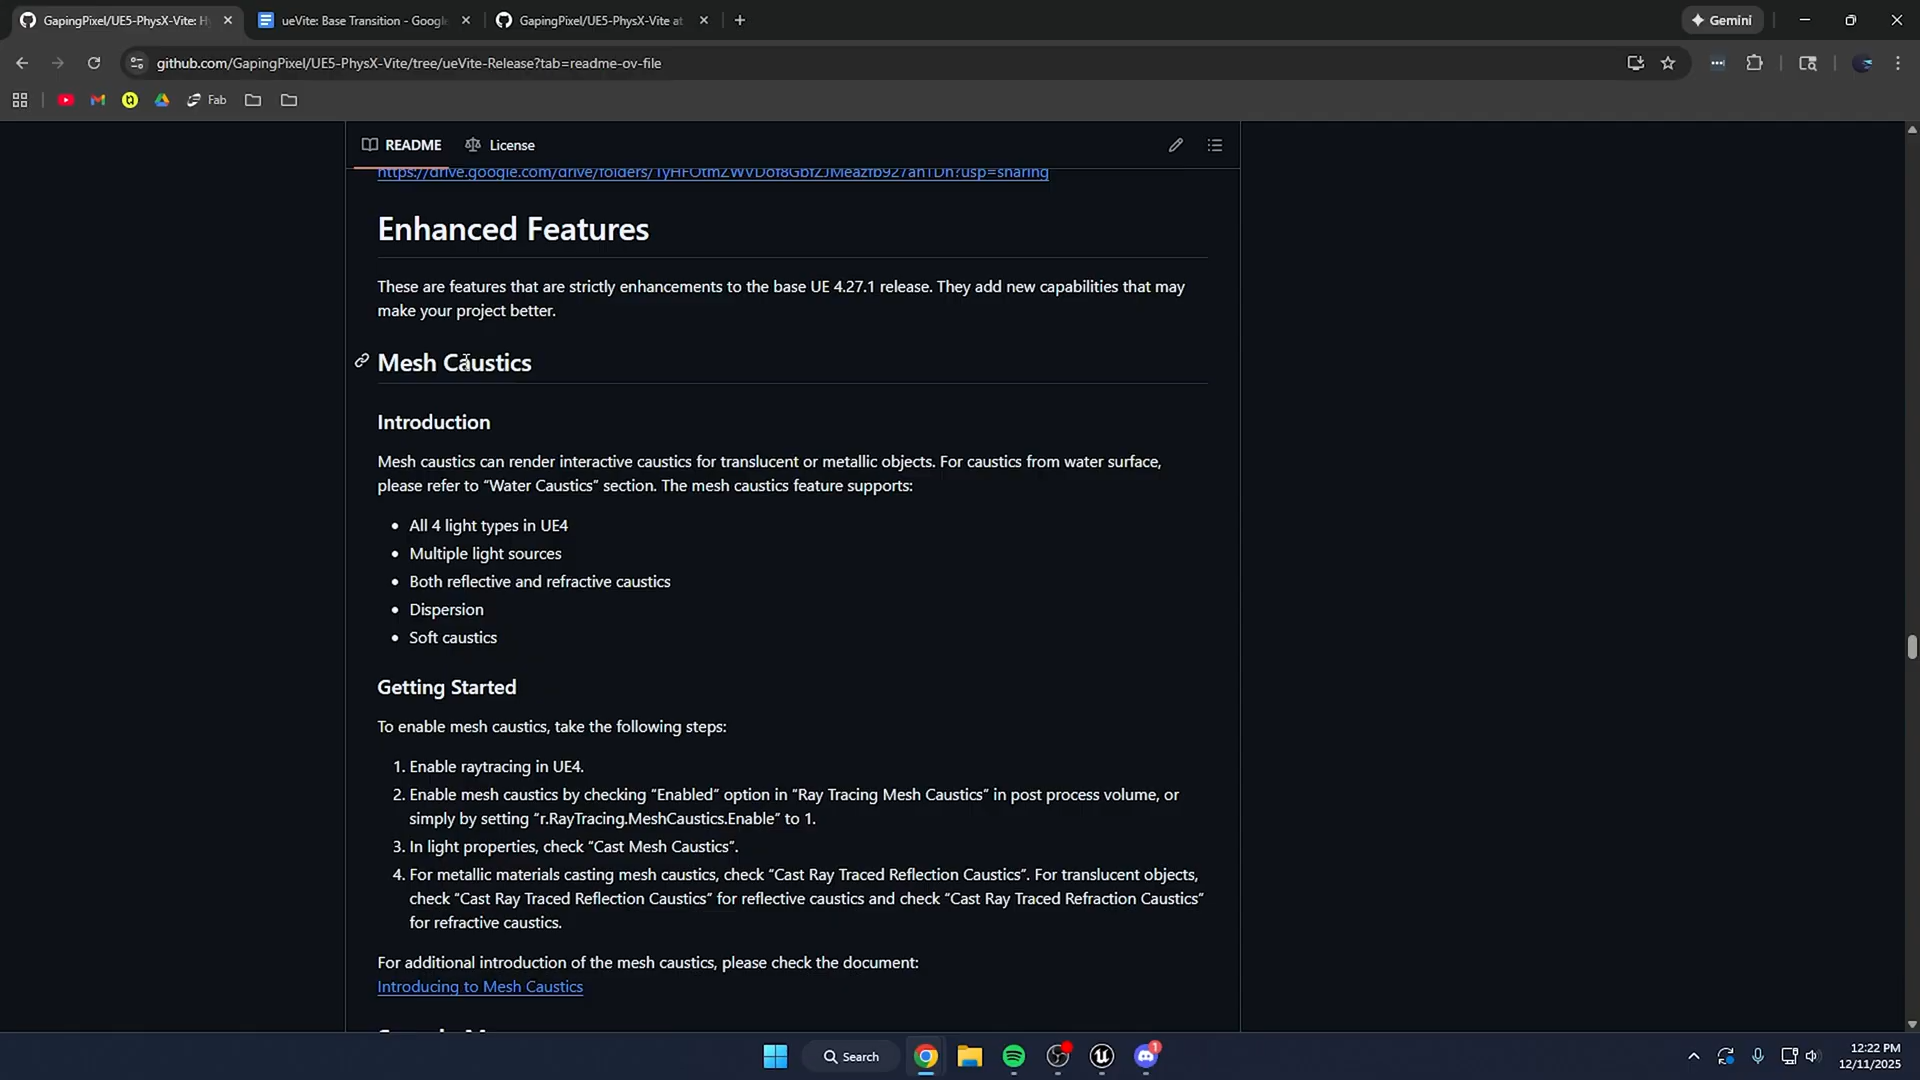 GapingPixel/UE5-PhysX-Vite: H
ueVite: Base Transition - Google
GapingPixel/UE5-PhysX-Vite at
Gemini
github.com/GapingPixel/UE5-PhysX-Vite/tree/ueVite-Release?tab=readme-ov-file
Fab
README
License
Enhanced Features
These are features that are strictly enhancements to the base UE 4.27.1 release. They add new capabilities that may
make your project better.
Mesh Caustics
Introduction
Mesh caustics can render interactive caustics for translucent or metallic objects. For caustics from water surface,
please refer to “Water Caustics” section. The mesh caustics feature supports:
• All 4 light types in UE4
• Multiple light sources
• Both reflective and refractive caustics
• Dispersion
• Soft caustics
Getting Started
To enable mesh caustics, take the following steps:
1. Enable raytracing in UE4.
2. Enable mesh caustics by checking “Enabled” option in “Ray Tracing Mesh Caustics” in post process volume, or
simply by setting “r.RayTracing.MeshCaustics.Enable” to 1.
3. In light properties, check “Cast Mesh Caustics”.
4. For metallic materials casting mesh caustics, check “Cast Ray Traced Reflection Caustics”. For translucent objects,
check “Cast Ray Traced Reflection Caustics” for reflective caustics and check “Cast Ray Traced Refraction Caustics”
for refractive caustics.
For additional introduction of the mesh caustics, please check the document:
Introducing to Mesh Caustics
Search
1
12:22 PM
12/11/2025